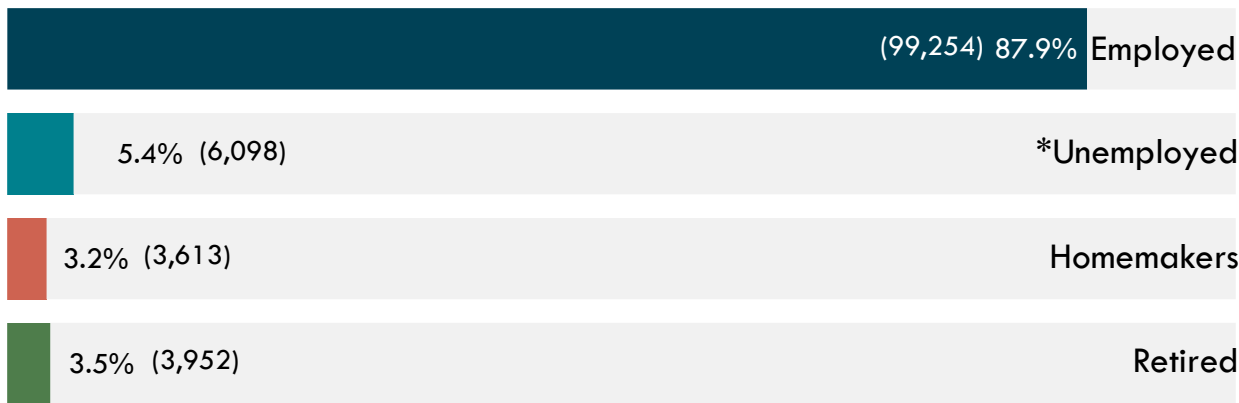 (99,254) 87.9% Employed
5.4% (6,098) *Unemployed
3.2% (3,613) Homemakers
3.5% (3,952) Retired